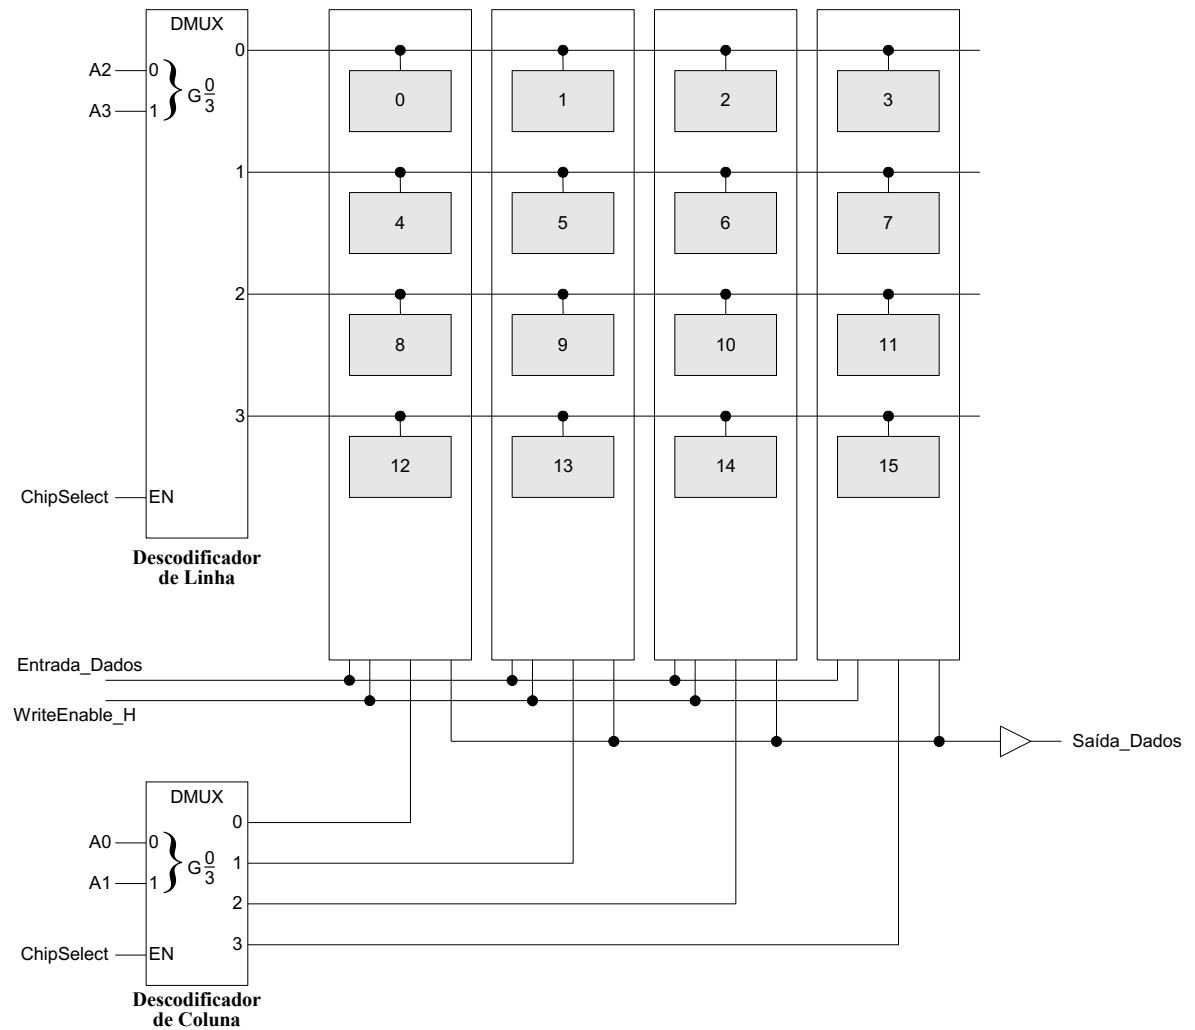 DMUX
0
A2
0
G 0/3
A3
1
0
1
2
3
1
4
5
6
7
2
8
9
10
11
3
12
13
14
15
ChipSelect
EN
Descodificador
de Linha
Entrada_Dados
WriteEnable_H
Saída_Dados
DMUX
0
A0
0
G 0/3
1
A1
1
2
3
ChipSelect
EN
Descodificador
de Coluna